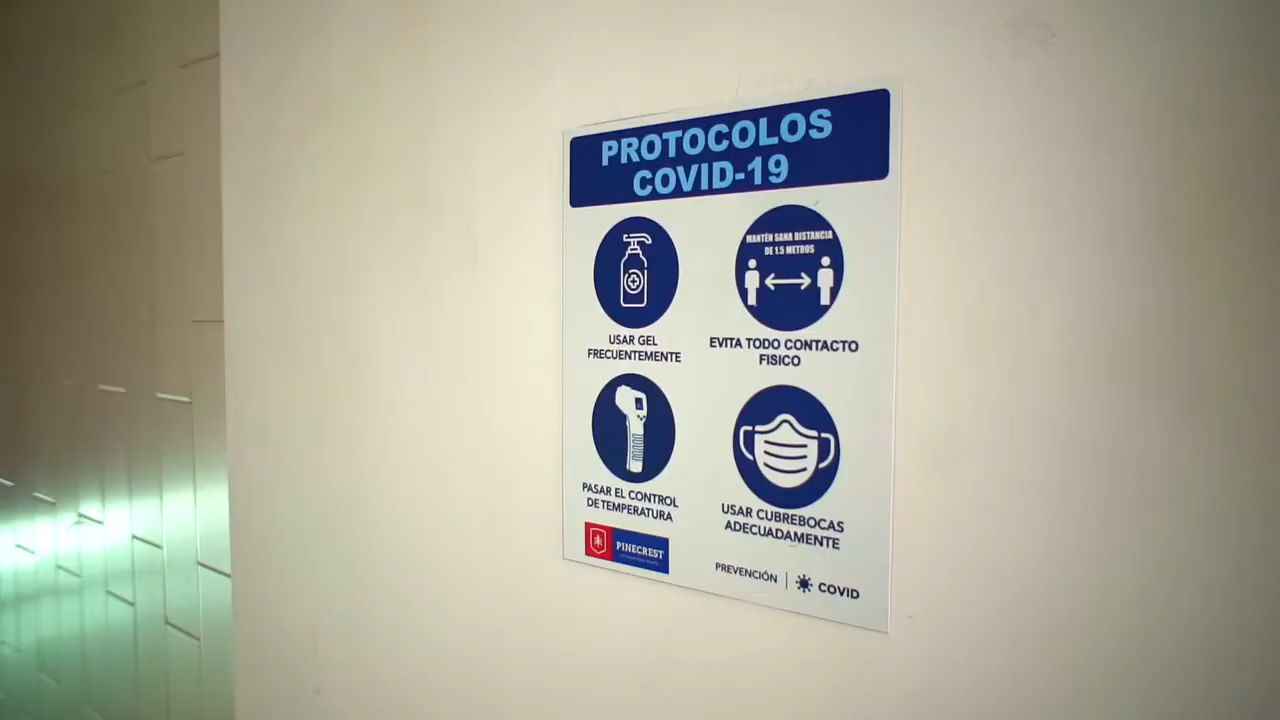 PROTOCOLOS
COVID-19
MANTÉN SANA DISTANCIA
DE 1.5 METROS
USAR GEL
FRECUENTEMENTE
EVITA TODO CONTACTO
FISICO
PASAR EL CONTROL
DE TEMPERATURA
USAR CUBREBOCAS
ADECUADAMENTE
PINECREST
PREVENCIÓN | COVID